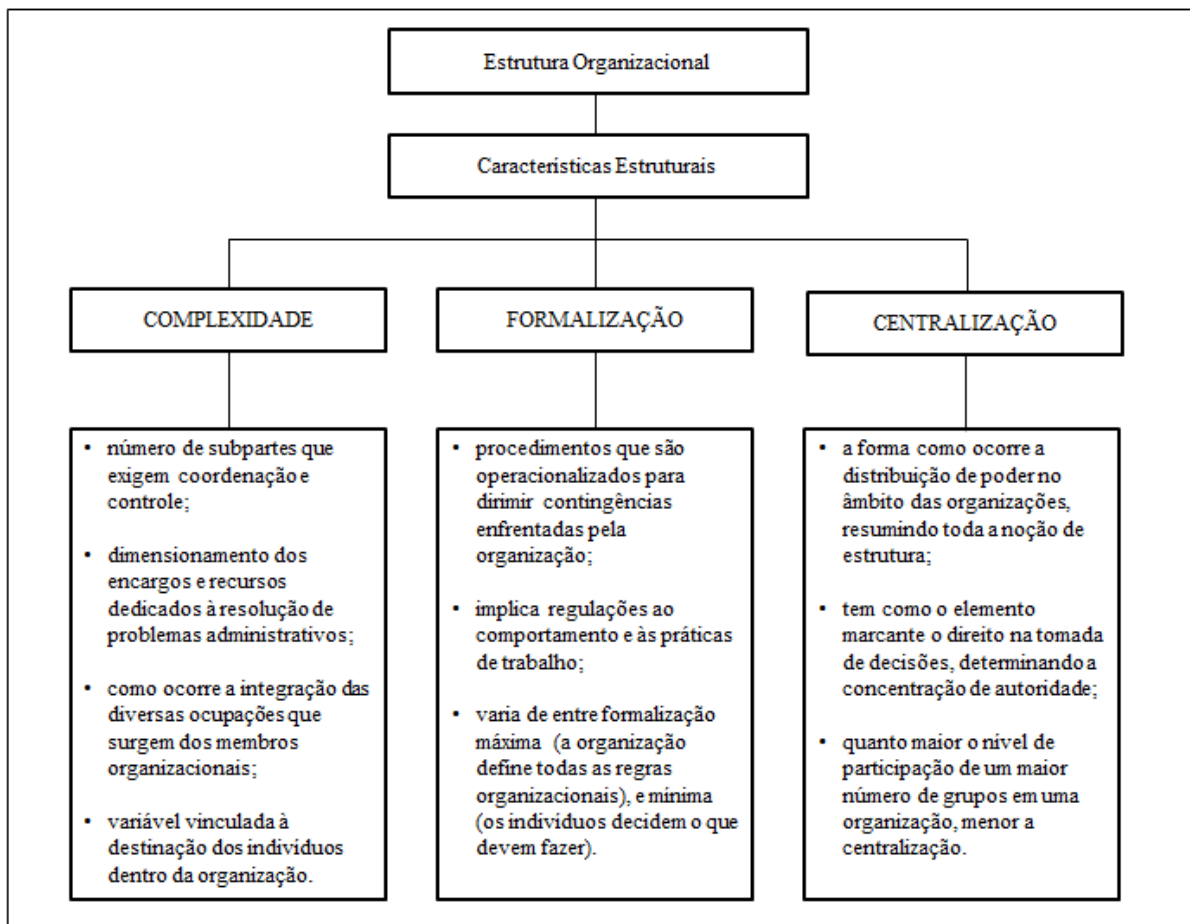 Estrutura Organizacional
Características Estruturais
COMPLEXIDADE
• número de subpartes que
exigem coordenação e
controle;
• dimensionamento dos
encargos e recursos
dedicados à resolução de
problemas administrativos;
• como ocorre a integração das
diversas ocupações que
surgem dos membros
organizacionais;
• variável vinculada à
destinação dos indivíduos
dentro da organização.
FORMALIZAÇÃO
• procedimentos que são
operacionalizados para
dirimir contingências
enfrentadas pela
organização;
• implica regulações ao
comportamento e às práticas
de trabalho;
• varia de entre formalização
máxima (a organização
define todas as regras
organizacionais), e mínima
(os indivíduos decidem o que
devem fazer).
CENTRALIZAÇÃO
• a forma como ocorre a
distribuição de poder no
âmbito das organizações,
resumindo toda a noção de
estrutura;
• tem como o elemento
marcante o direito na tomada
de decisões, determinando a
concentração de autoridade;
• quanto maior o nível de
participação de um maior
número de grupos em uma
organização, menor a
centralização.